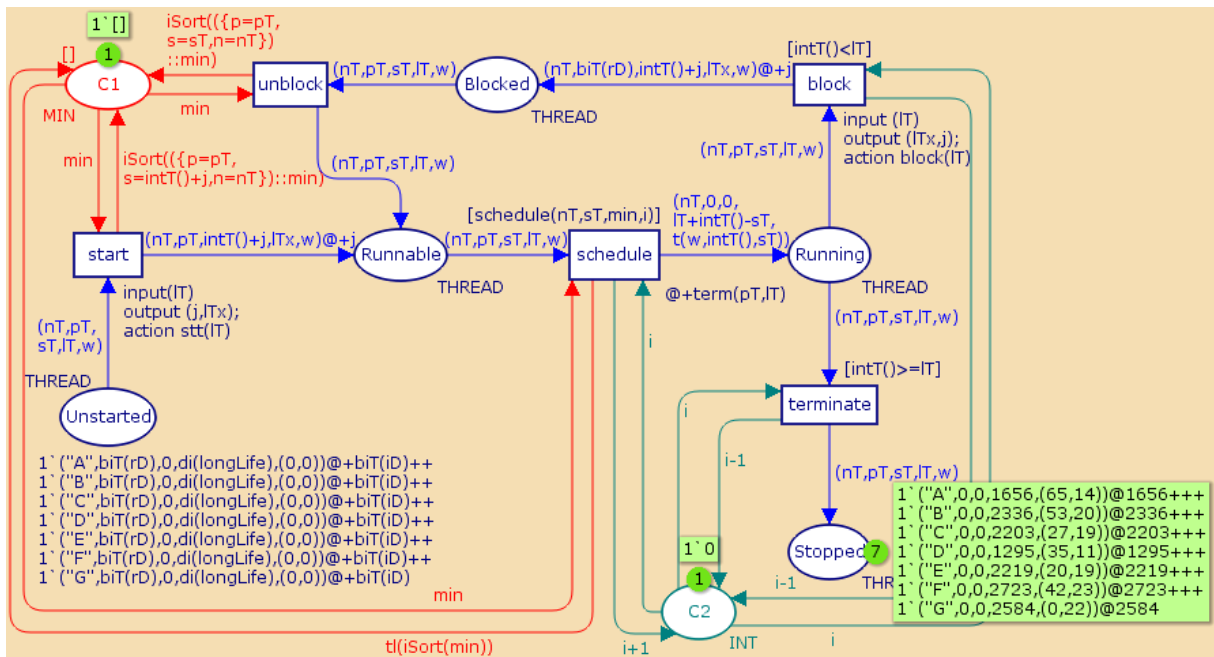 1`[]
iSort(({p=pT,
s=sT,n=nT})
::min)
[]
1
C1
MIN
min
unblock
(nT,pT,sT,lT,w)
Blocked
THREAD
(nT,biT(rD),intT()+j,lTx,w)@+j
[intT()<lT]
block
input (lT)
output (lTx,j);
action block(lT)
(nT,pT,sT,lT,w)
min
iSort(({p=pT,
s=intT()+j,n=nT})::min)
(nT,pT,sT,lT,w)
start
(nT,pT,intT()+j,lTx,w)@+j
Runnable
THREAD
(nT,pT,sT,lT,w)
[schedule(nT,sT,min,i)]
schedule
@+term(pT,lT)
(nT,0,0,
lT+intT()-sT,
t(w,intT(),sT))
Running
THREAD
input(lT)
output (j,lTx);
action stt(lT)
(nT,pT,
sT,lT,w)
THREAD
Unstarted
(nT,pT,sT,lT,w)
[intT()>=lT]
terminate
i
i
i-1
(nT,pT,sT,lT,w)
1`("A",biT(rD),0,di(longLife),(0,0))@+biT(iD)++
1`("B",biT(rD),0,di(longLife),(0,0))@+biT(iD)++
1`("C",biT(rD),0,di(longLife),(0,0))@+biT(iD)++
1`("D",biT(rD),0,di(longLife),(0,0))@+biT(iD)++
1`("E",biT(rD),0,di(longLife),(0,0))@+biT(iD)++
1`("F",biT(rD),0,di(longLife),(0,0))@+biT(iD)++
1`("G",biT(rD),0,di(longLife),(0,0))@+biT(iD)
min
tl(iSort(min))
1`0
1
C2
INT
i+1
i-1
i
Stopped
7
THR
1`("A",0,0,1656,(65,14))@1656+++
1`("B",0,0,2336,(53,20))@2336+++
1`("C",0,0,2203,(27,19))@2203+++
1`("D",0,0,1295,(35,11))@1295+++
1`("E",0,0,2219,(20,19))@2219+++
1`("F",0,0,2723,(42,23))@2723+++
1`("G",0,0,2584,(0,22))@2584